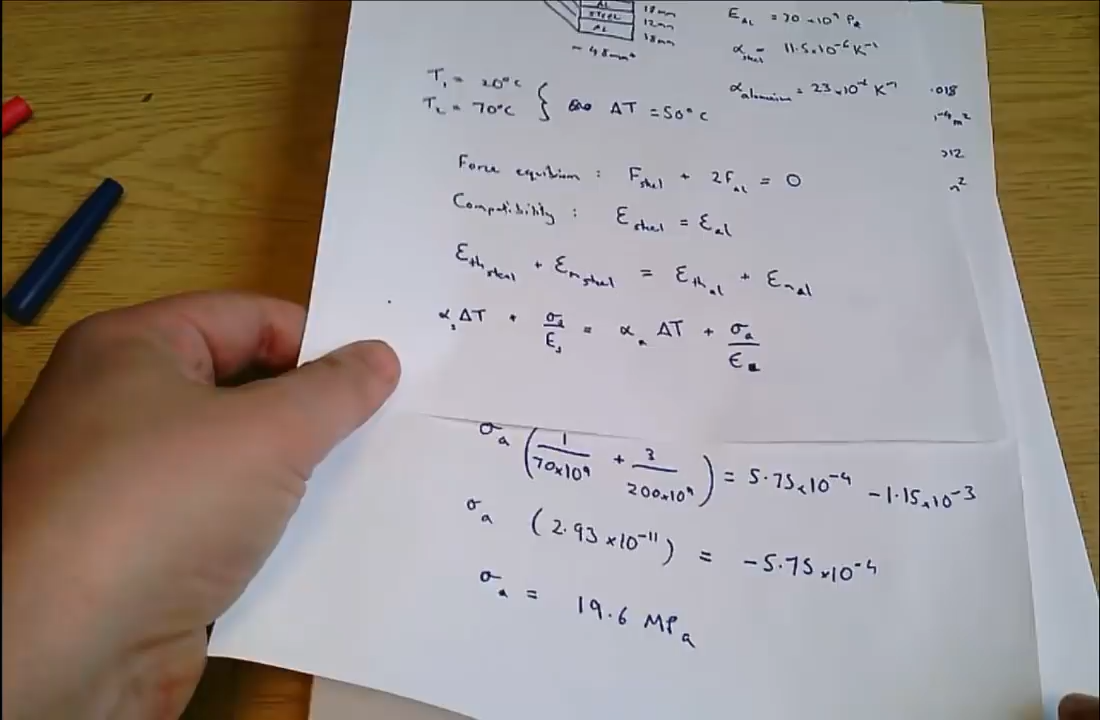 AL
STEEL
AL
18mm
12mm
18mm
E_AL = 70 × 10⁹ Pa
α_steel = 11.5×10⁻⁶ K⁻¹
α_aluminium = 23×10⁻⁶ K⁻¹
T₁ = 20°C
T₂ = 70°C } ΔT = 50°C
.018
m²
Force equibium : F_steel + 2F_AL = 0
Compatibility : ε_steel = ε_al
ε_th steel + ε_m steel = ε_th al + ε_m al
α_s ΔT + σ_s/E_s = α_a ΔT + σ_a/E_a
σ_a (1/70×10⁹ + 3/200×10⁹) = 5.75×10⁻⁴ - 1.15×10⁻³
σ_a (2.93×10⁻¹¹) = -5.75×10⁻⁴
σ_a = 19.6 MPa